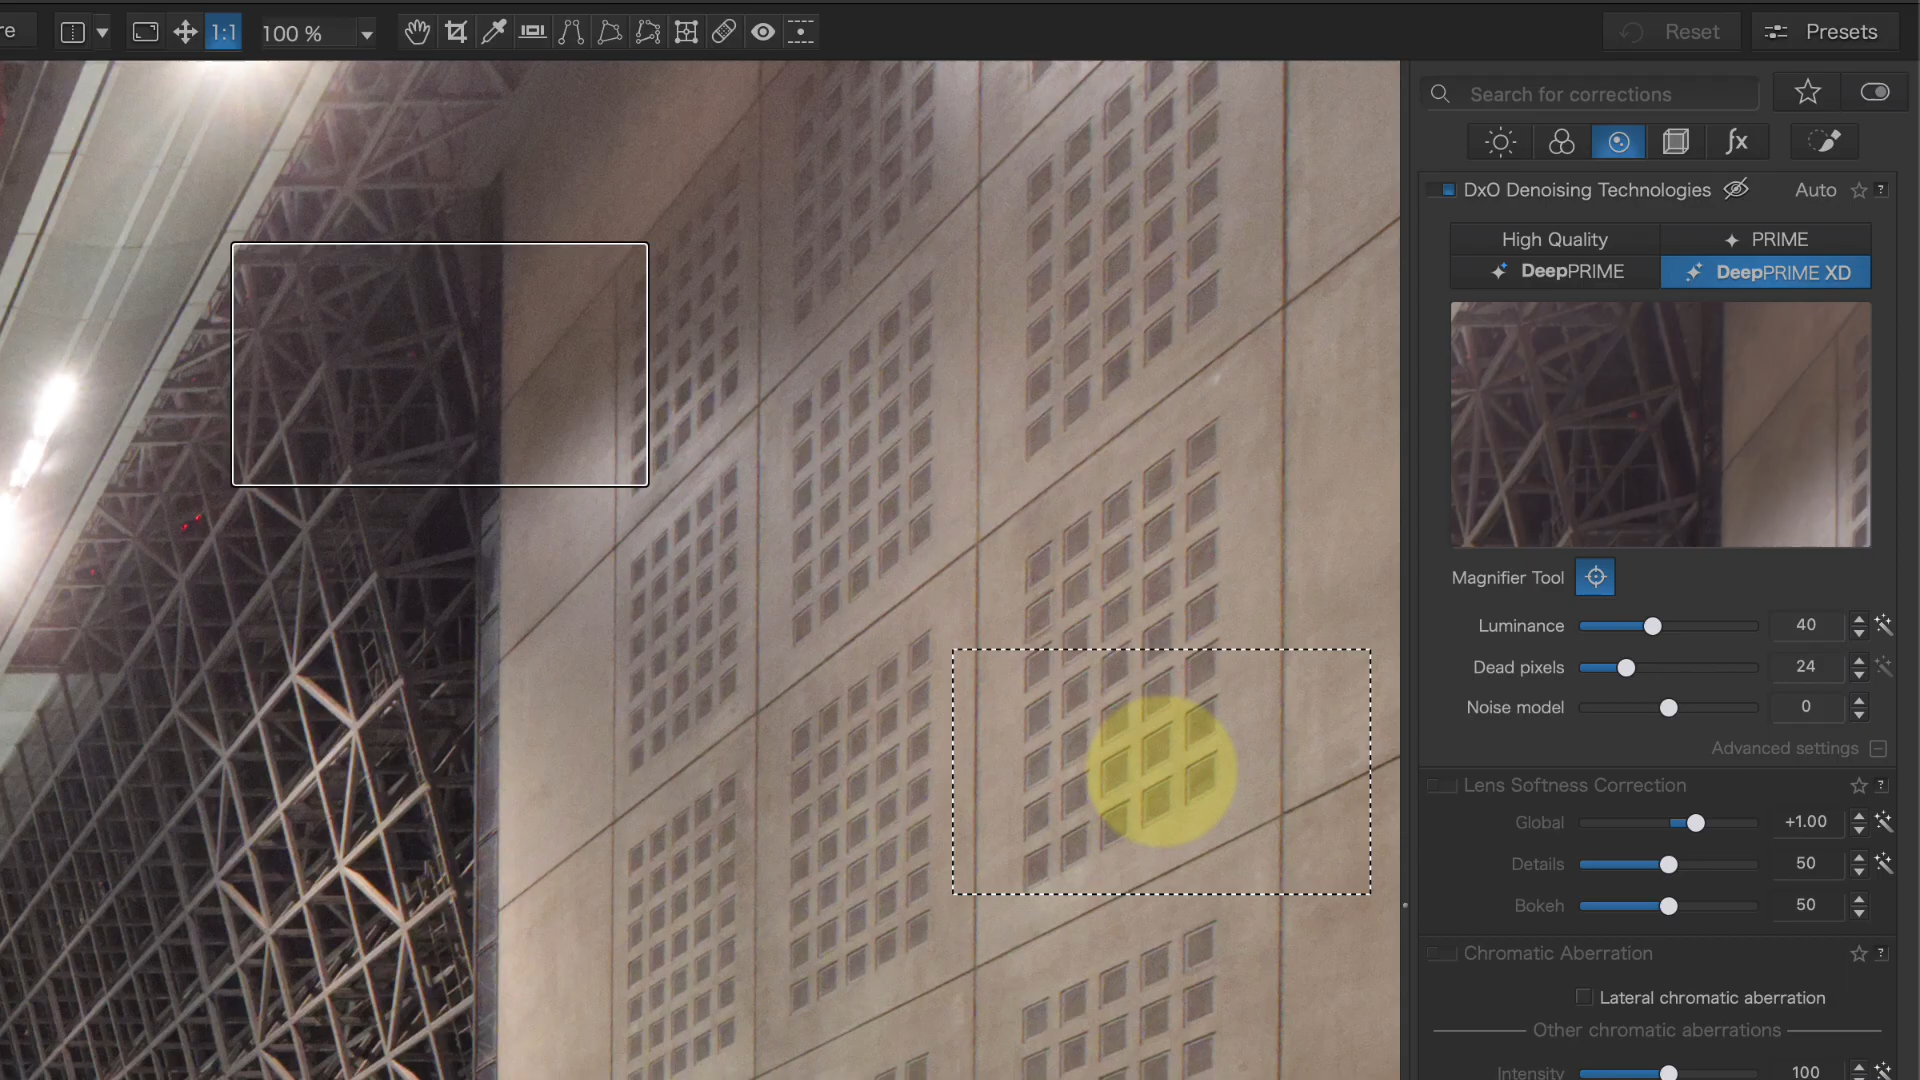 re
1:1
100 %
Reset
Presets
Search for corrections
fx
DxO Denoising Technologies
Auto
?
High Quality
PRIME
DeepPRIME
DeepPRIME XD
Magnifier Tool
Luminance
40
Dead pixels
24
Noise model
0
Advanced settings
Lens Softness Correction
?
Global
+1.00
Details
50
Bokeh
50
Chromatic Aberration
?
Lateral chromatic aberration
Other chromatic aberrations
Intensity
100